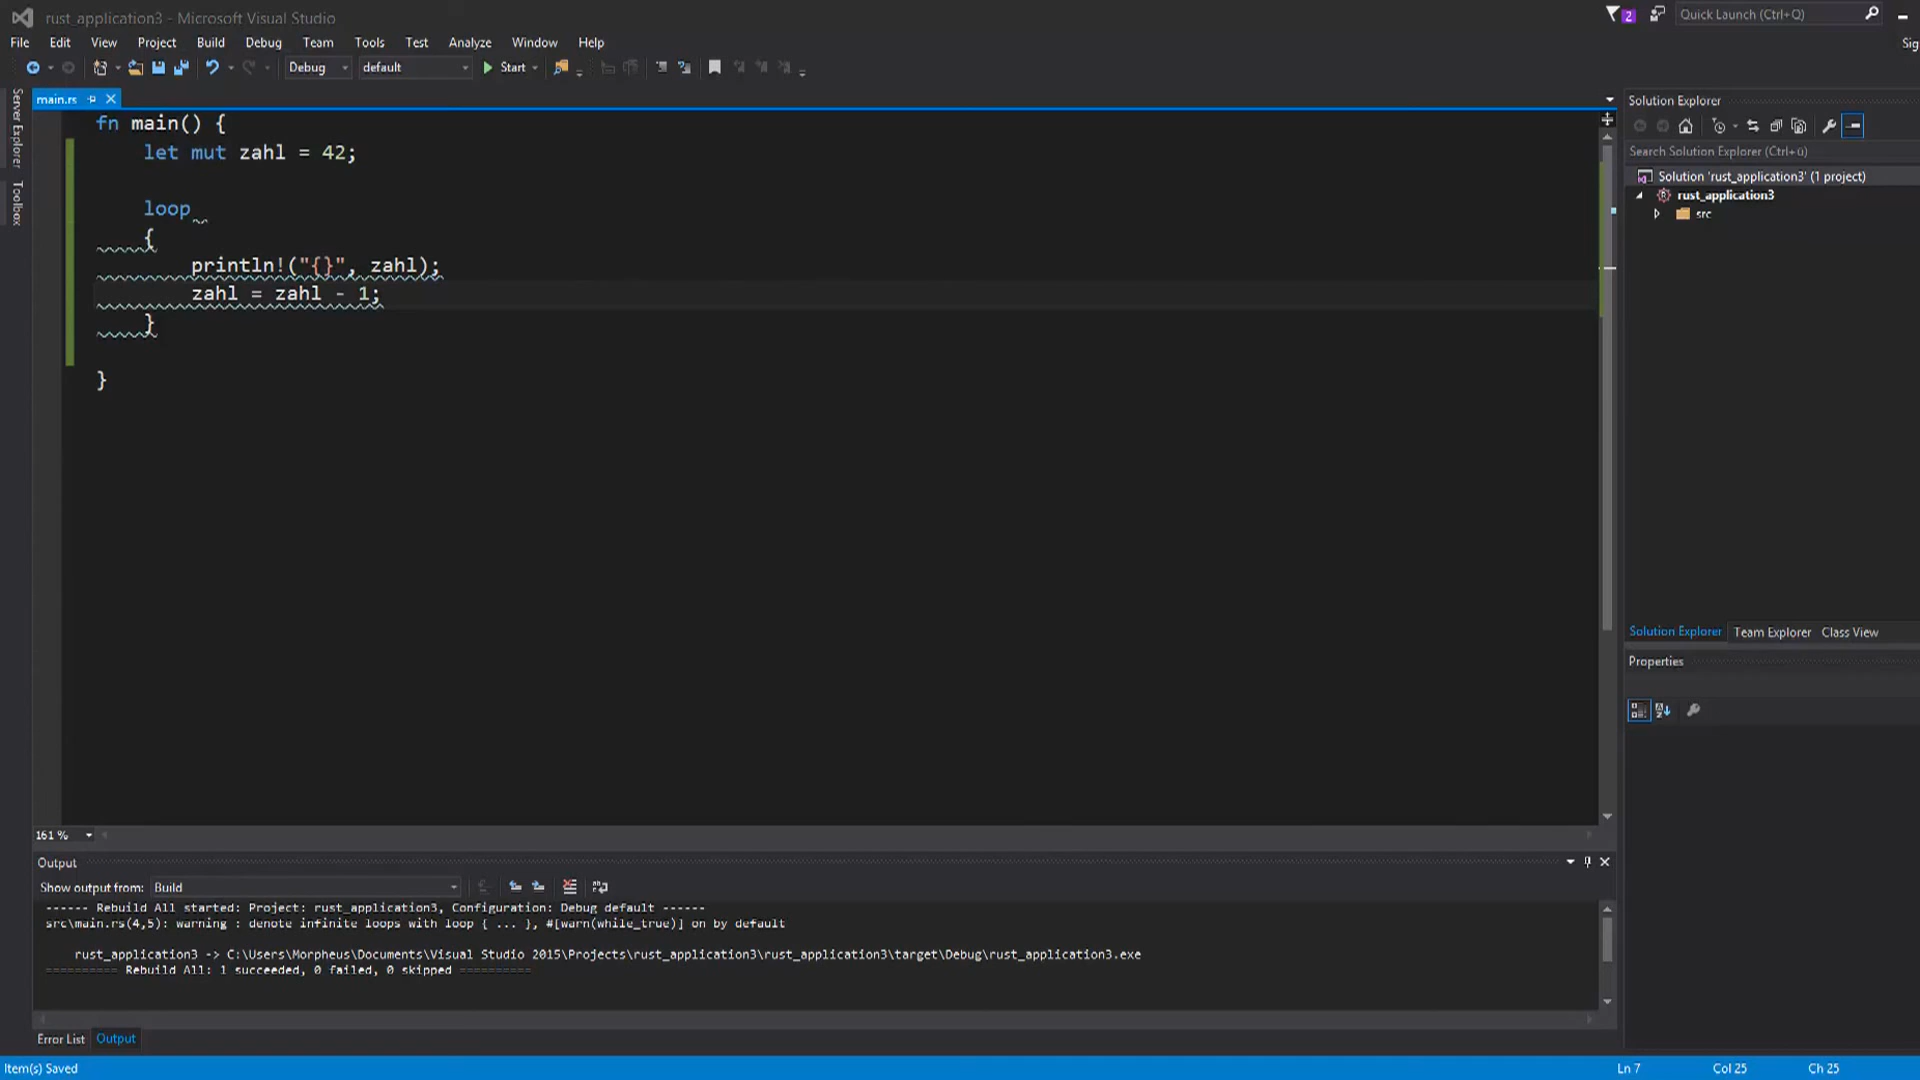 rust_application3 - Microsoft Visual Studio
2
Quick Launch (Ctrl+Q)
File Edit View Project Build Debug Team Tools Test Analyze Window Help
Sig
Debug default Start
Server Explorer
Toolbox
main.rs
fn main() {
let mut zahl = 42;
loop
{
println!("{}", zahl);
zahl = zahl - 1;
}
}
161 %
Solution Explorer
Search Solution Explorer (Ctrl+ü)
Solution 'rust_application3' (1 project)
rust_application3
src
Solution Explorer Team Explorer Class View
Properties
Output
Show output from: Build
------ Rebuild All started: Project: rust_application3, Configuration: Debug default ------
src\main.rs(4,5): warning : denote infinite loops with loop { ... }, #[warn(while_true)] on by default
rust_application3 -> C:\Users\Morpheus\Documents\Visual Studio 2015\Projects\rust_application3\rust_application3\target\Debug\rust_application3.exe
========== Rebuild All: 1 succeeded, 0 failed, 0 skipped ==========
Error List Output
Item(s) Saved
Ln 7 Col 25 Ch 25